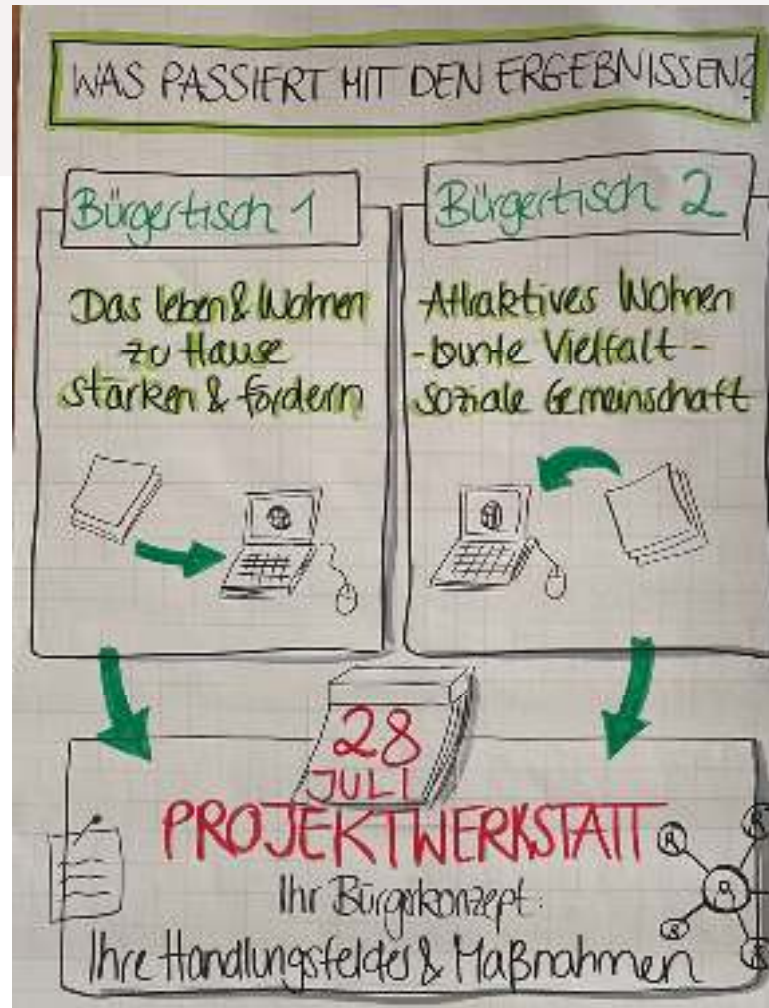 WAS PASSIERT MIT DEN ERGEBNISSEN?
Bürgertisch 1
Das Leben & Wohnen
zu Hause
Stärken & fördern
Bürgertisch 2
Attraktives Wohnen
- bunte Vielfalt -
soziale Gemeinschaft
28
JULI
PROJEKTWERKSTATT
Ihr Bürgerkonzept:
Ihre Handlungsfelder & Maßnahmen